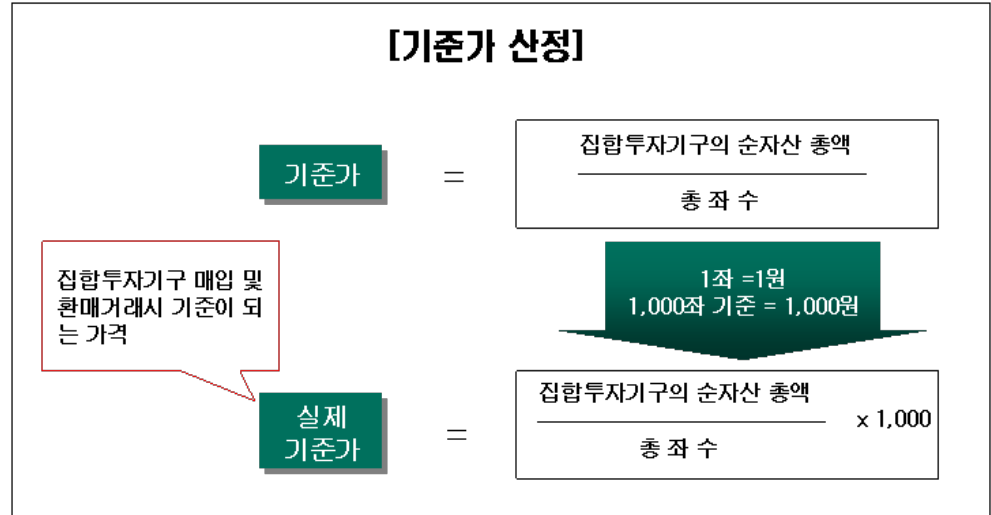 [기준가 산정]
기준가
=
집합투자기구의 순자산 총액
총 좌 수
집합투자기구 매입 및
환매거래시 기준이 되
는 가격
1좌 =1원
1,000좌 기준 = 1,000원
실제
기준가
=
집합투자기구의 순자산 총액
총 좌 수
x 1,000